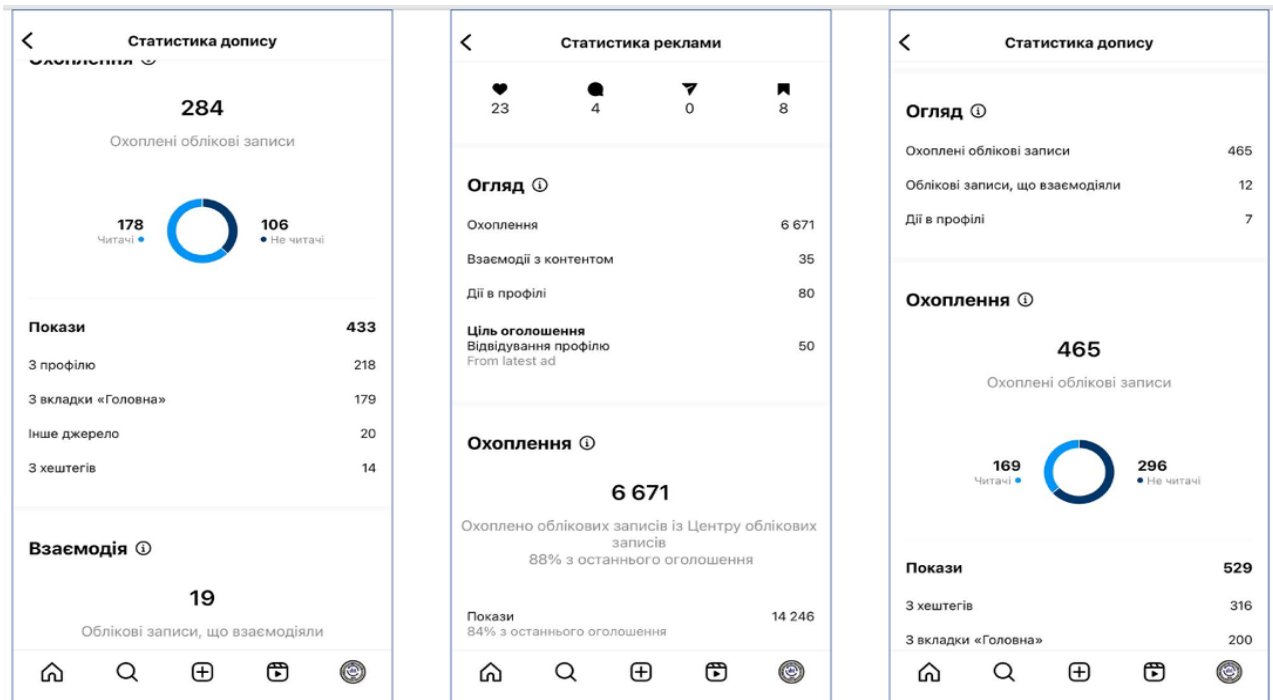 Статистика допису
Охоплення
284
Охоплені облікові записи
178
Читачі
106
Не читачі
Покази 433
З профілю 218
З вкладки «Головна» 179
Інше джерело 20
З хештегів 14
Взаємодія
19
Облікові записи, що взаємодіяли
Статистика реклами
23 4 0 8
Огляд
Охоплення 6 671
Взаємодії з контентом 35
Дії в профілі 80
Ціль оголошення
Відвідування профілю 50
From latest ad
Охоплення
6 671
Охоплено облікових записів із Центру облікових
записів
88% з останнього оголошення
Покази 14 246
84% з останнього оголошення
Статистика допису
Огляд
Охоплені облікові записи 465
Облікові записи, що взаємодіяли 12
Дії в профілі 7
Охоплення
465
Охоплені облікові записи
169
Читачі
296
Не читачі
Покази 529
З хештегів 316
З вкладки «Головна» 200